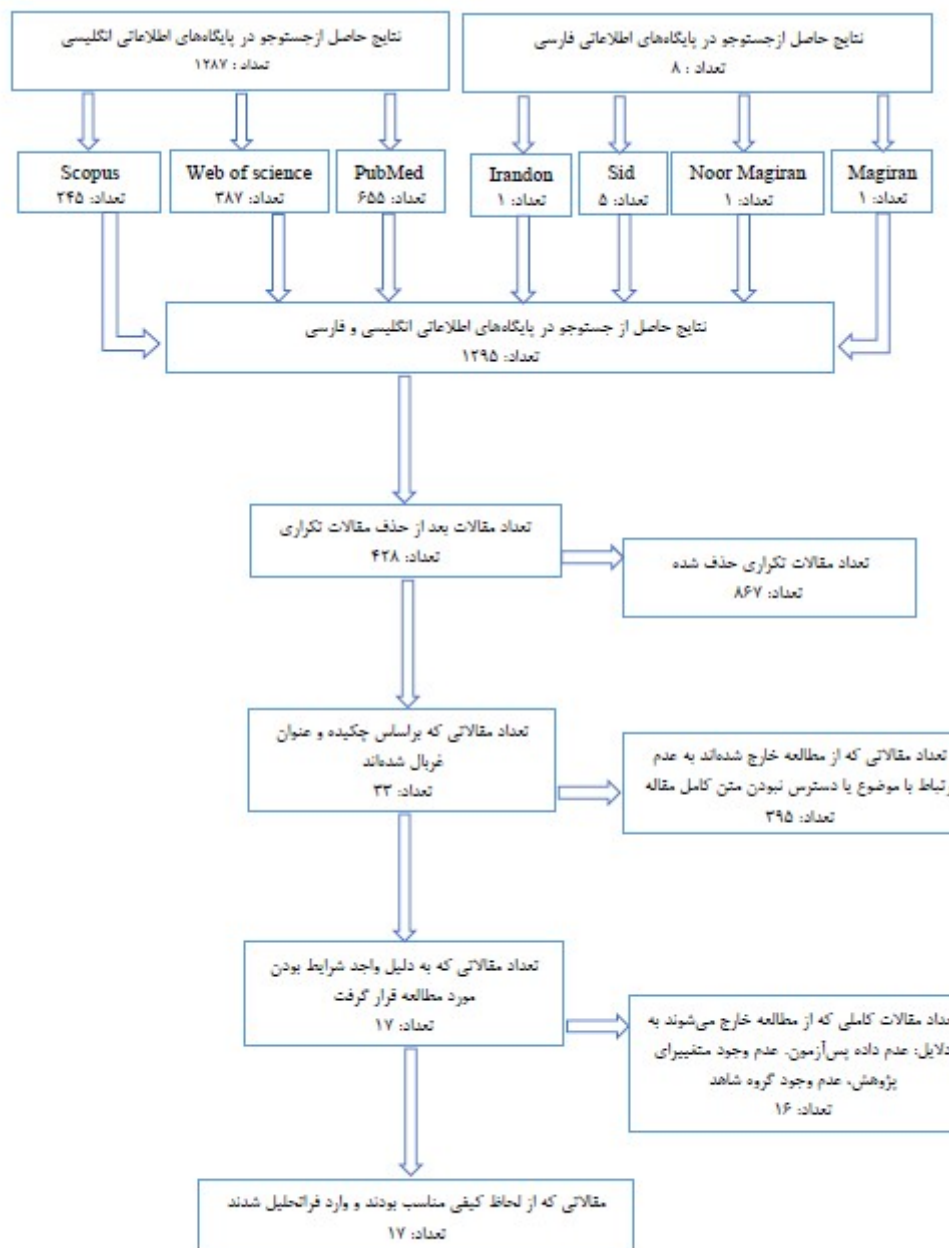 نتایج حاصل ازجستوجو در پایگاه‌های اطلاعاتی فارسی
تعداد : ۸
نتایج حاصل ازجستوجو در پایگاه‌های اطلاعاتی انگلیسی
تعداد: ۱۲۸۷
Magiran
تعداد: ۱
Noor Magiran
تعداد: ۱
Sid
تعداد: ۵
Irandon
تعداد: ۱
PubMed
تعداد: ۶۵۵
Web of science
تعداد: ۳۸۷
Scopus
تعداد: ۲۴۵
نتایج حاصل از جستوجو در پایگاه‌های اطلاعاتی انگلیسی و فارسی
تعداد: ۱۲۹۵
تعداد مقالات بعد از حذف مقالات تکراری
تعداد: ۴۲۸
تعداد مقالات تکراری حذف شده
تعداد: ۸۶۷
تعداد مقالاتی که براساس چکیده و عنوان
غربال شده‌اند
تعداد: ۳۳
تعداد مقالاتی که از مطالعه خارج شده‌اند به عدم
رتباط با موضوع یا دسترس نبودن متن کامل مقاله
تعداد: ۳۹۵
تعداد مقالاتی که به دلیل واجد شرایط بودن
مورد مطالعه قرار گرفت
تعداد: ۱۷
عداد مقالات کاملی که از مطالعه خارج می‌شوند به
دلایل: عدم داده پس‌آزمون. عدم وجود متغییرای
پژوهش، عدم وجود گروه شاهد
تعداد: ۱۶
مقالاتی که از لحاظ کیفی مناسب بودند و وارد فراتحلیل شدند
تعداد: ۱۷